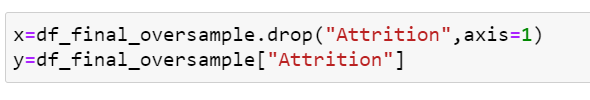 x=df_final_oversample.drop("Attrition",axis=1)
y=df_final_oversample["Attrition"]